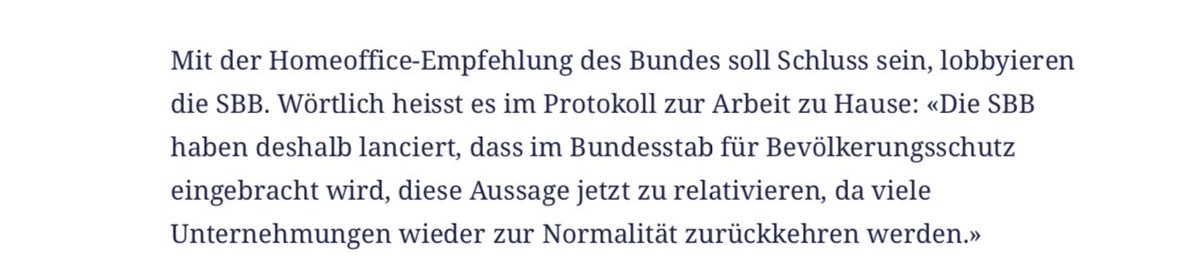 Mit der Homeoffice-Empfehlung des Bundes soll Schluss sein, lobbyieren
die SBB. Wörtlich heisst es im Protokoll zur Arbeit zu Hause: «Die SBB
haben deshalb lanciert, dass im Bundesstab für Bevölkerungsschutz
eingebracht wird, diese Aussage jetzt zu relativieren, da viele
Unternehmungen wieder zur Normalität zurückkehren werden.»